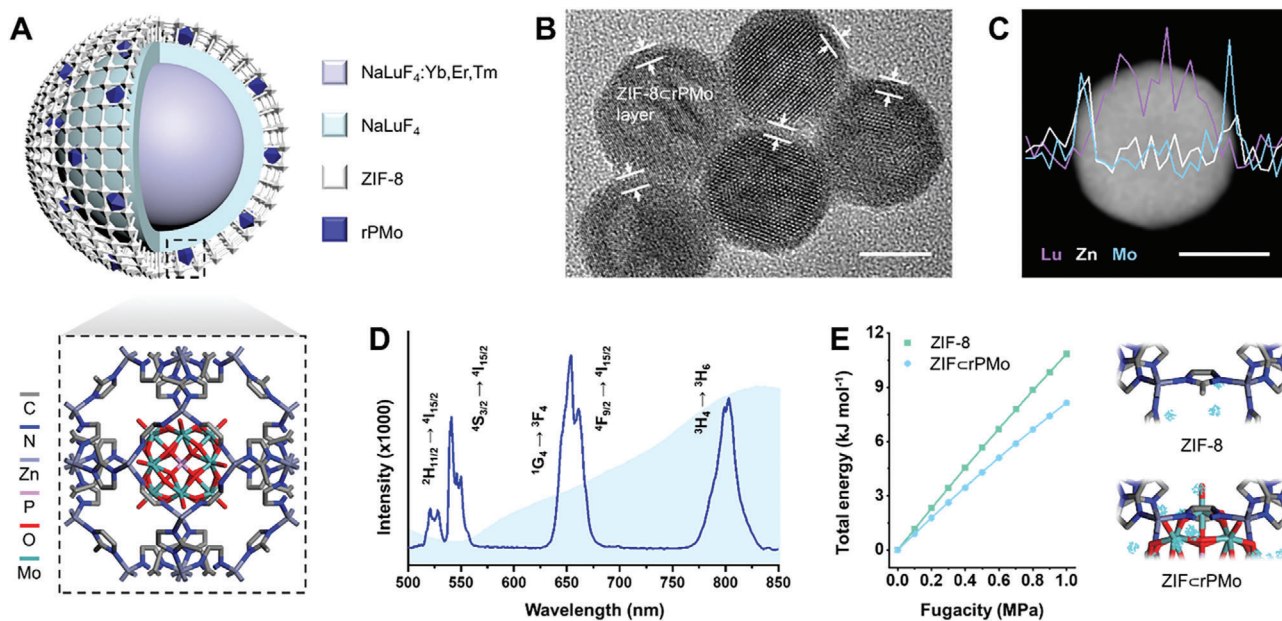 A
NaLuF₄:Yb,Er,Tm
NaLuF₄
ZIF-8
rPMo
C
N
Zn
P
O
Mo
B
ZIF-8⊂rPMo
layer
C
Lu Zn Mo
D
Intensity (x1000)
²H₁₁/₂ → ⁴I₁₅/₂
⁴S₃/₂ → ⁴I₁₅/₂
¹G₄ → ³F₄
⁴F₉/₂ → ⁴I₁₅/₂
³H₄ → ³H₆
500 550 600 650 700 750 800 850
Wavelength (nm)
E
Total energy (kJ mol⁻¹)
12
9
6
3
0
ZIF-8
ZIF⊂rPMo
0.0 0.2 0.4 0.6 0.8 1.0
Fugacity (MPa)
ZIF-8
ZIF⊂rPMo